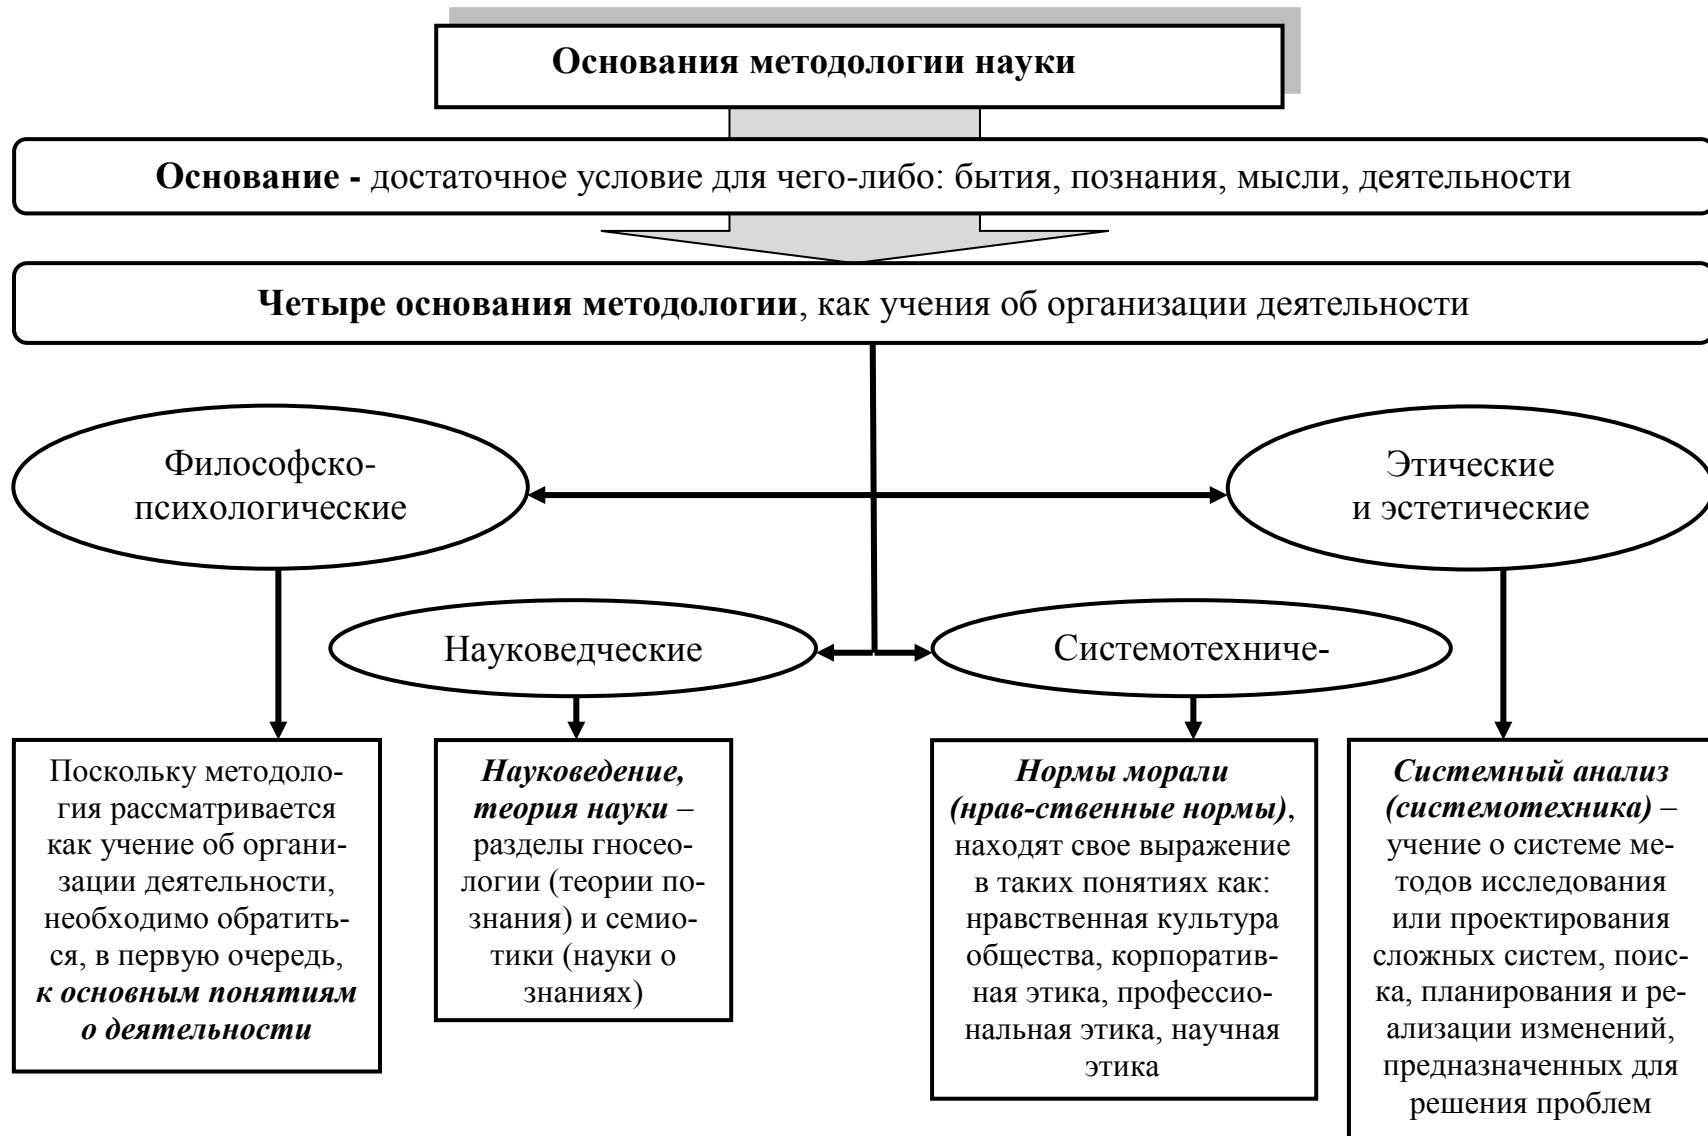 Основания методологии науки
Основание - достаточное условие для чего-либо: бытия, познания, мысли, деятельности
Четыре основания методологии, как учения об организации деятельности
Философско-
психологические
Этические
и эстетические
Науковедческие
Системотехниче-
Поскольку методоло-
гия рассматривается
как учение об органи-
зации деятельности,
необходимо обратить-
ся, в первую очередь,
к основным понятиям
о деятельности
Науковедение,
теория науки –
разделы гносео-
логии (теории по-
знания) и семио-
тики (науки о
знаниях)
Нормы морали
(нрав-ственные нормы),
находят свое выражение
в таких понятиях как:
нравственная культура
общества, корпоратив-
ная этика, профессио-
нальная этика, научная
этика
Системный анализ
(системотехника) –
учение о системе ме-
тодов исследования
или проектирования
сложных систем, поис-
ка, планирования и ре-
ализации изменений,
предназначенных для
решения проблем